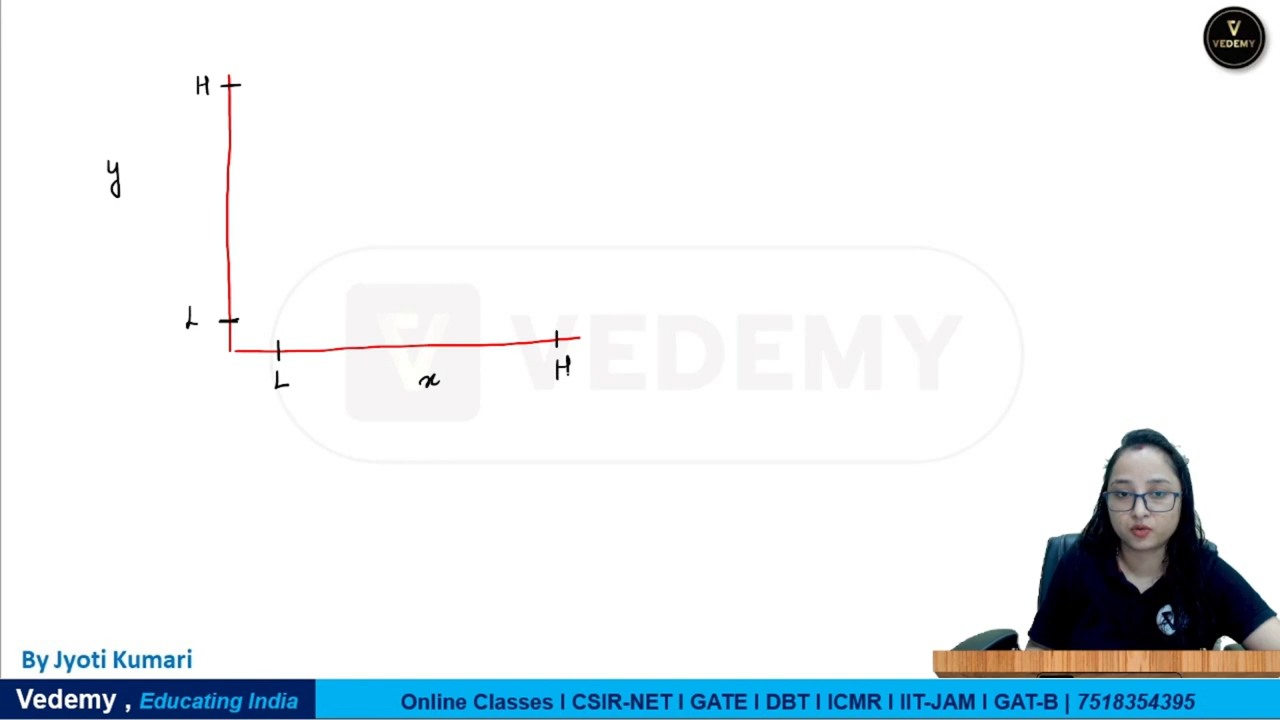 VEDEMY
H
y
L
L
x
H
VEDEMY
By Jyoti Kumari
Vedemy , Educating India
Online Classes I CSIR-NET I GATE I DBT I ICMR I IIT-JAM I GAT-B | 7518354395